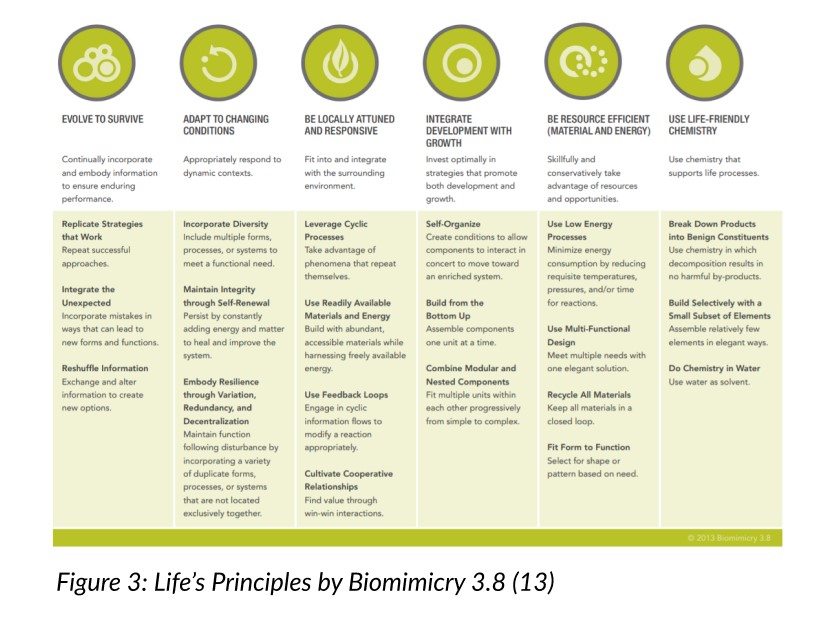 EVOLVE TO SURVIVE
Continually incorporate
and embody information
to ensure enduring
performance.
Replicate Strategies
that Work
Repeat successful
approaches.
Integrate the
Unexpected
Incorporate mistakes in
ways that can lead to
new forms and functions.
Reshuffle Information
Exchange and alter
information to create
new options.
ADAPT TO CHANGING
CONDITIONS
Appropriately respond to
dynamic contexts.
Incorporate Diversity
Include multiple forms,
processes, or systems to
meet a functional need.
Maintain Integrity
through Self-Renewal
Persist by constantly
adding energy and matter
to heal and improve the
system.
Embody Resilience
through Variation,
Redundancy, and
Decentralization
Maintain function
following disturbance by
incorporating a variety
of duplicate forms,
processes, or systems
that are not located
exclusively together.
BE LOCALLY ATTUNED
AND RESPONSIVE
Fit into and integrate
with the surrounding
environment.
Leverage Cyclic
Processes
Take advantage of
phenomena that repeat
themselves.
Use Readily Available
Materials and Energy
Build with abundant,
accessible materials while
harnessing freely available
energy.
Use Feedback Loops
Engage in cyclic
information flows to
modify a reaction
appropriately.
Cultivate Cooperative
Relationships
Find value through
win-win interactions.
INTEGRATE
DEVELOPMENT WITH
GROWTH
Invest optimally in
strategies that promote
both development and
growth.
Self-Organize
Create conditions to allow
components to interact in
concert to move toward
an enriched system.
Build from the
Bottom Up
Assemble components
one unit at a time.
Combine Modular and
Nested Components
Fit multiple units within
each other progressively
from simple to complex.
BE RESOURCE EFFICIENT
(MATERIAL AND ENERGY)
Skillfully and
conservatively take
advantage of resources
and opportunities.
Use Low Energy
Processes
Minimize energy
consumption by reducing
requisite temperatures,
pressures, and/or time
for reactions.
Use Multi-Functional
Design
Meet multiple needs with
one elegant solution.
Recycle All Materials
Keep all materials in a
closed loop.
Fit Form to Function
Select for shape or
pattern based on need.
USE LIFE-FRIENDLY
CHEMISTRY
Use chemistry that
supports life processes.
Break Down Products
into Benign Constituents
Use chemistry in which
decomposition results in
no harmful by-products.
Build Selectively with a
Small Subset of Elements
Assemble relatively few
elements in elegant ways.
Do Chemistry in Water
Use water as solvent.
© 2013 Biomimicry 3.8
Figure 3: Life's Principles by Biomimicry 3.8 (13)